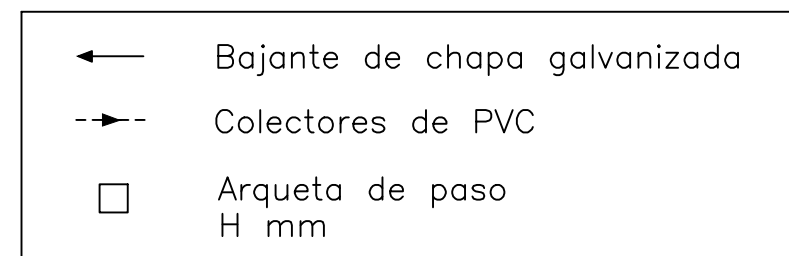 Bajante de chapa galvanizada
Colectores de PVC
Arqueta de paso
H mm